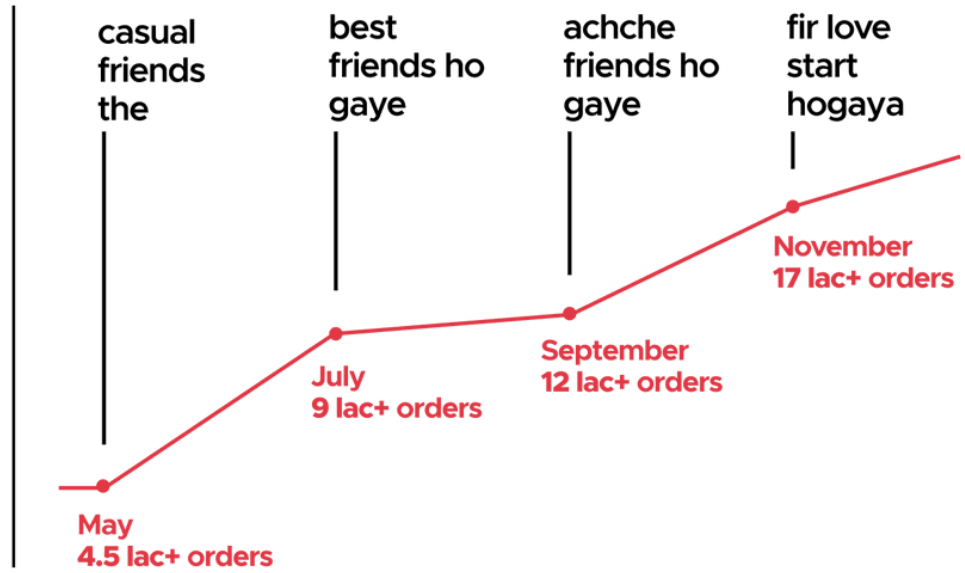 casual
friends
the
best
friends ho
gaye
achche
friends ho
gaye
fir love
start
hogaya
May
4.5 lac+ orders
July
9 lac+ orders
September
12 lac+ orders
November
17 lac+ orders